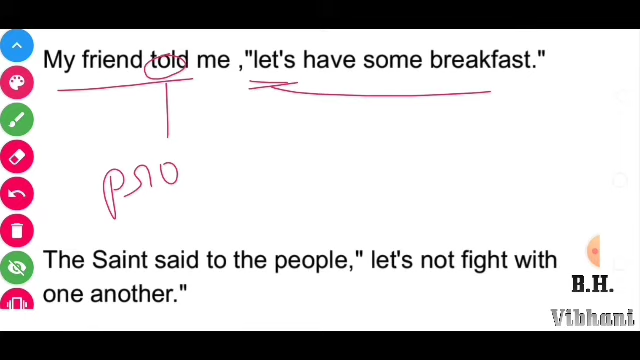 My friend told me ,"let's have some breakfast."
pro
The Saint said to the people," let's not fight with
one another."
B.H.
Vibhani